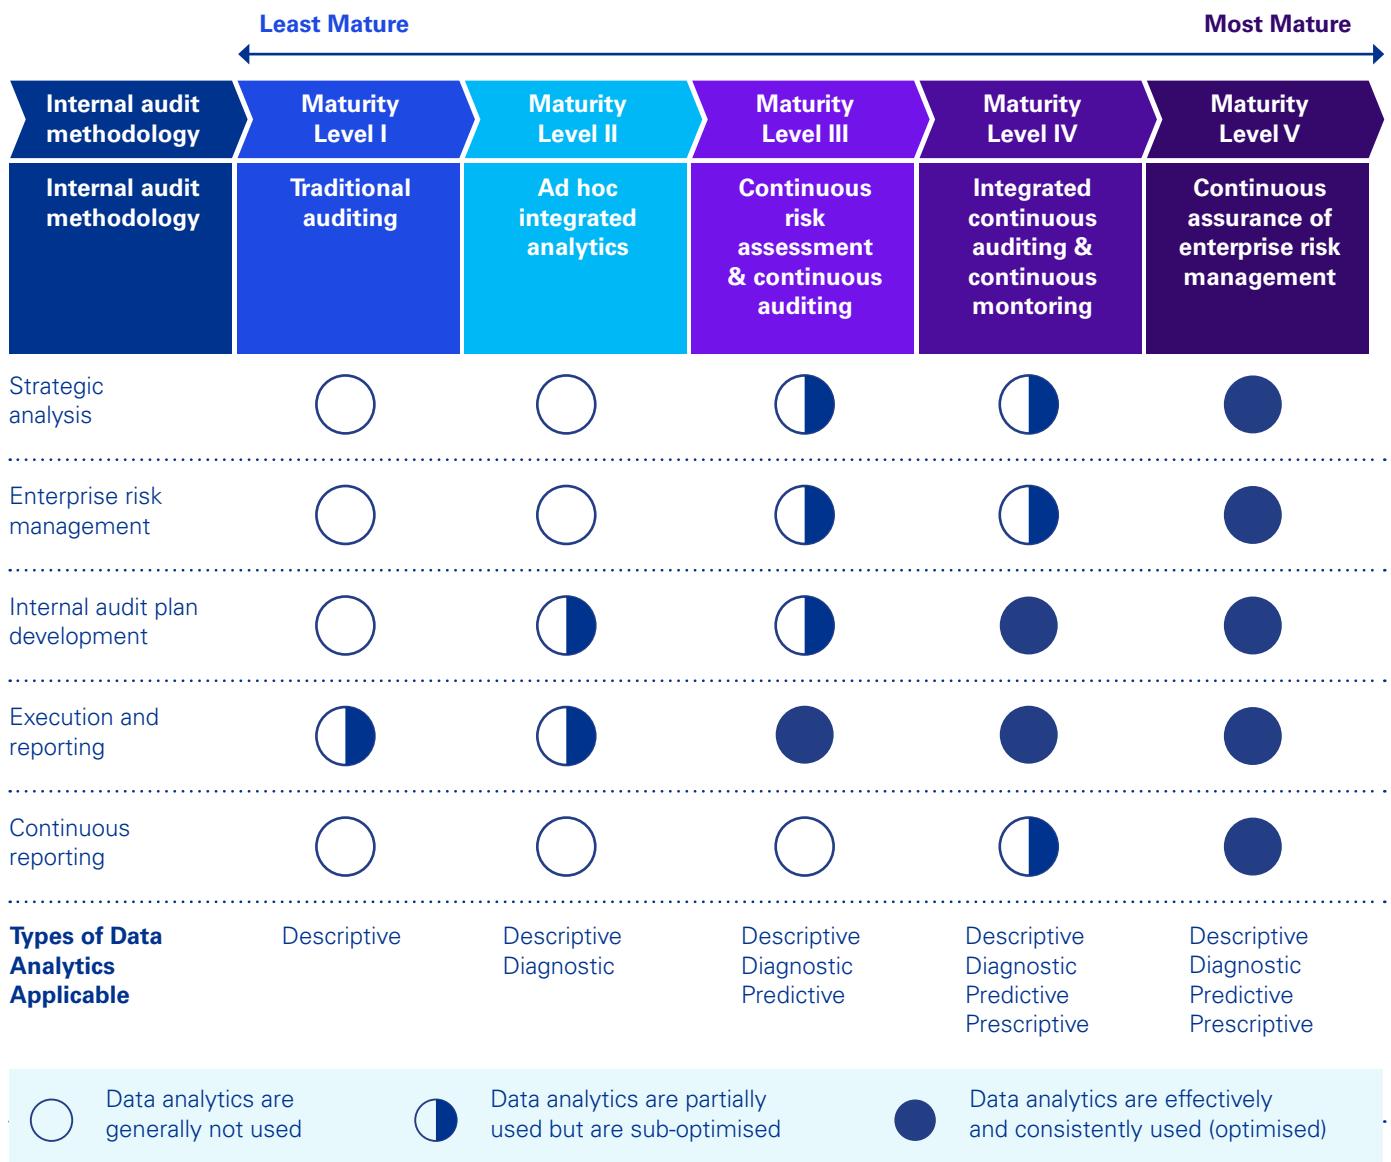 Least Mature
Most Mature
Internal audit
methodology
Maturity
Level I
Maturity
Level II
Maturity
Level III
Maturity
Level IV
Maturity
Level V
Internal audit
methodology
Traditional
auditing
Ad hoc
integrated
analytics
Continuous
risk
assessment
& continuous
auditing
Integrated
continuous
auditing &
continuous
montoring
Continuous
assurance of
enterprise risk
management
Strategic
analysis
Enterprise risk
management
Internal audit plan
development
Execution and
reporting
Continuous
reporting
Types of Data
Analytics
Applicable
Descriptive
Descriptive
Diagnostic
Descriptive
Diagnostic
Predictive
Descriptive
Diagnostic
Predictive
Prescriptive
Descriptive
Diagnostic
Predictive
Prescriptive
Data analytics are
generally not used
Data analytics are partially
used but are sub-optimised
Data analytics are effectively
and consistently used (optimised)